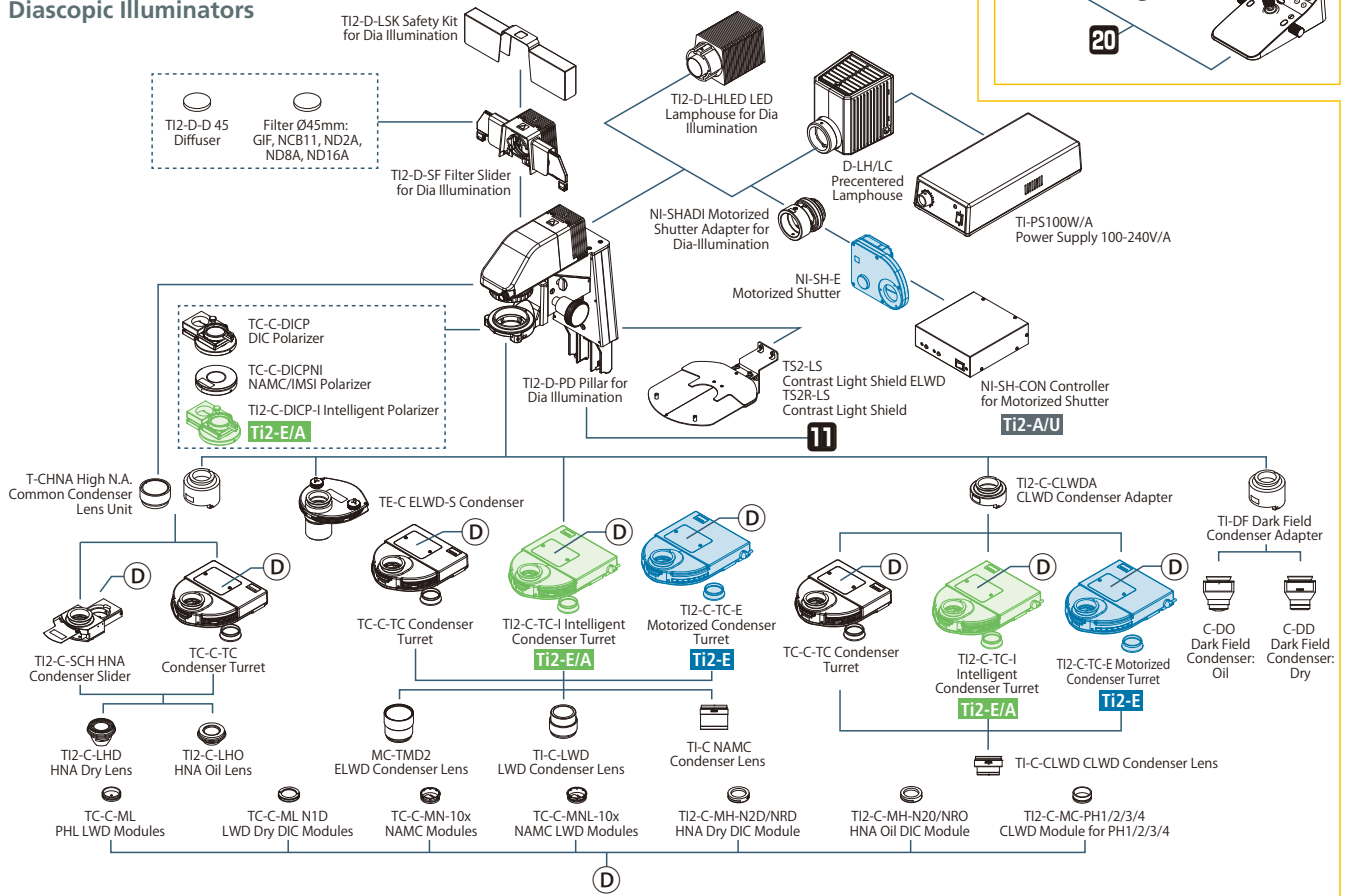 Diascopic Illuminators
TI2-D-LSK Safety Kit
for Dia Illumination
20
TI2-D-D 45
Diffuser
Filter Ø45mm:
GIF, NCB11, ND2A,
ND8A, ND16A
TI2-D-SF Filter Slider
for Dia Illumination
TI2-D-LHLED LED
Lamphouse for Dia
Illumination
D-LH/LC
Precentered
Lamphouse
TI-PS100W/A
Power Supply 100-240V/A
NI-SHADI Motorized
Shutter Adapter for
Dia-Illumination
NI-SH-E
Motorized Shutter
NI-SH-CON Controller
for Motorized Shutter
Ti2-A/U
TC-C-DICP
DIC Polarizer
TC-C-DICPNI
NAMC/IMSI Polarizer
TI2-C-DICP-I Intelligent Polarizer
Ti2-E/A
TI2-D-PD Pillar for
Dia Illumination
TS2-LS
Contrast Light Shield ELWD
TS2R-LS
Contrast Light Shield
11
T-CHNA High N.A.
Common Condenser
Lens Unit
TE-C ELWD-S Condenser
TI2-C-CLWDA
CLWD Condenser Adapter
TI-DF Dark Field
Condenser Adapter
D
D
D
D
D
D
D
D
TI2-C-SCH HNA
Condenser Slider
TC-C-TC
Condenser Turret
TC-C-TC Condenser
Turret
TI2-C-TC-I Intelligent
Condenser Turret
Ti2-E/A
TI2-C-TC-E
Motorized Condenser
Turret
Ti2-E
TC-C-TC Condenser
Turret
TI2-C-TC-I
Intelligent
Condenser Turret
Ti2-E/A
TI2-C-TC-E Motorized
Condenser Turret
Ti2-E
C-DO
Dark Field
Condenser:
Oil
C-DD
Dark Field
Condenser:
Dry
TI2-C-LHD
HNA Dry Lens
TI2-C-LHO
HNA Oil Lens
MC-TMD2
ELWD Condenser Lens
TI-C-LWD
LWD Condenser Lens
TI-C NAMC
Condenser Lens
TI-C-CLWD CLWD Condenser Lens
TC-C-ML
PHL LWD Modules
TC-C-ML N1D
LWD Dry DIC Modules
TC-C-MN-10x
NAMC Modules
TC-C-MNL-10x
NAMC LWD Modules
TI2-C-MH-N2D/NRD
HNA Dry DIC Module
TI2-C-MH-N20/NRO
HNA Oil DIC Module
TI2-C-MC-PH1/2/3/4
CLWD Module for PH1/2/3/4
D